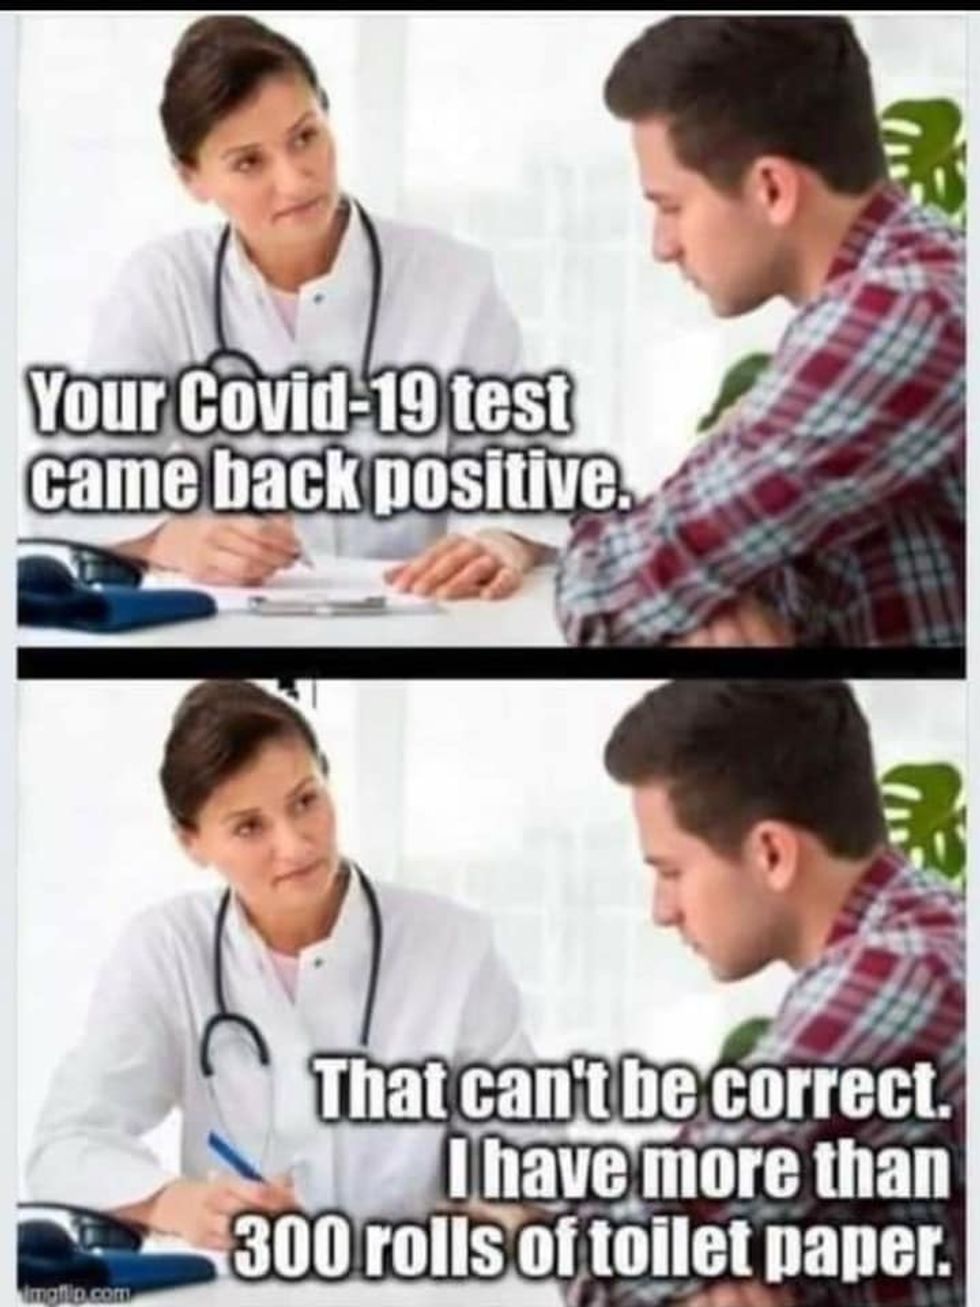 Your Covid-19 test
came back positive.
That can't be correct.
I have more than
300 rolls of toilet paper.
imgflip.com